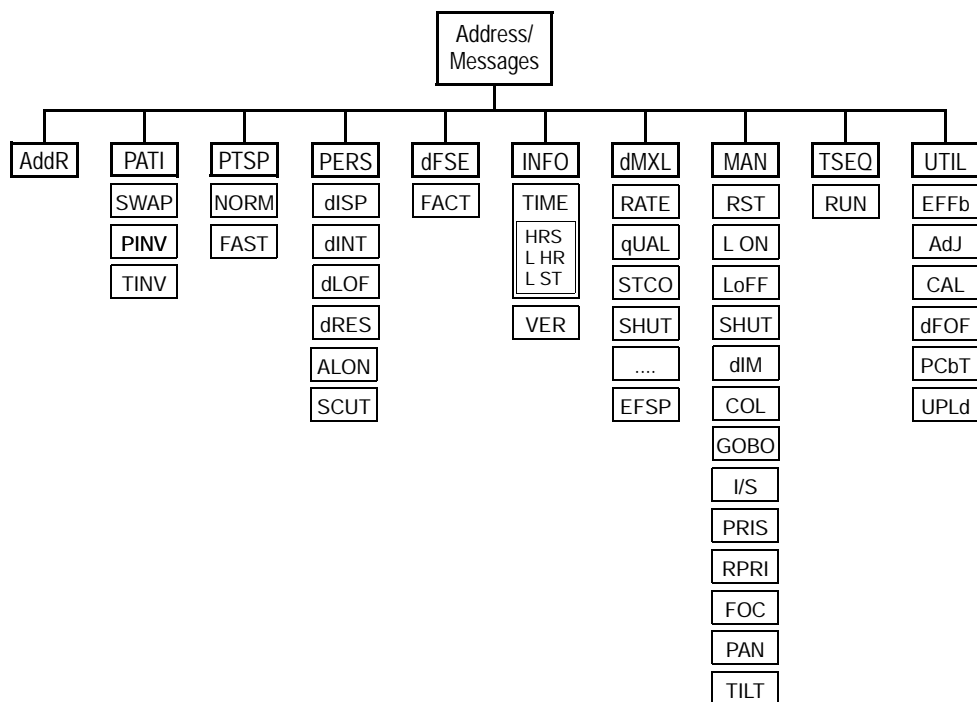 Address/
Messages
AddR
PATI
SWAP
PINV
TINV
PTSP
NORM
FAST
PERS
dISP
dINT
dLOF
dRES
ALON
SCUT
dFSE
FACT
INFO
TIME
HRS
L HR
L ST
VER
dMXL
RATE
qUAL
STCO
SHUT
....
EFSP
MAN
RST
L ON
LoFF
SHUT
dIM
COL
GOBO
I/S
PRIS
RPRI
FOC
PAN
TILT
TSEQ
RUN
UTIL
EFFb
AdJ
CAL
dFOF
PCbT
UPLd